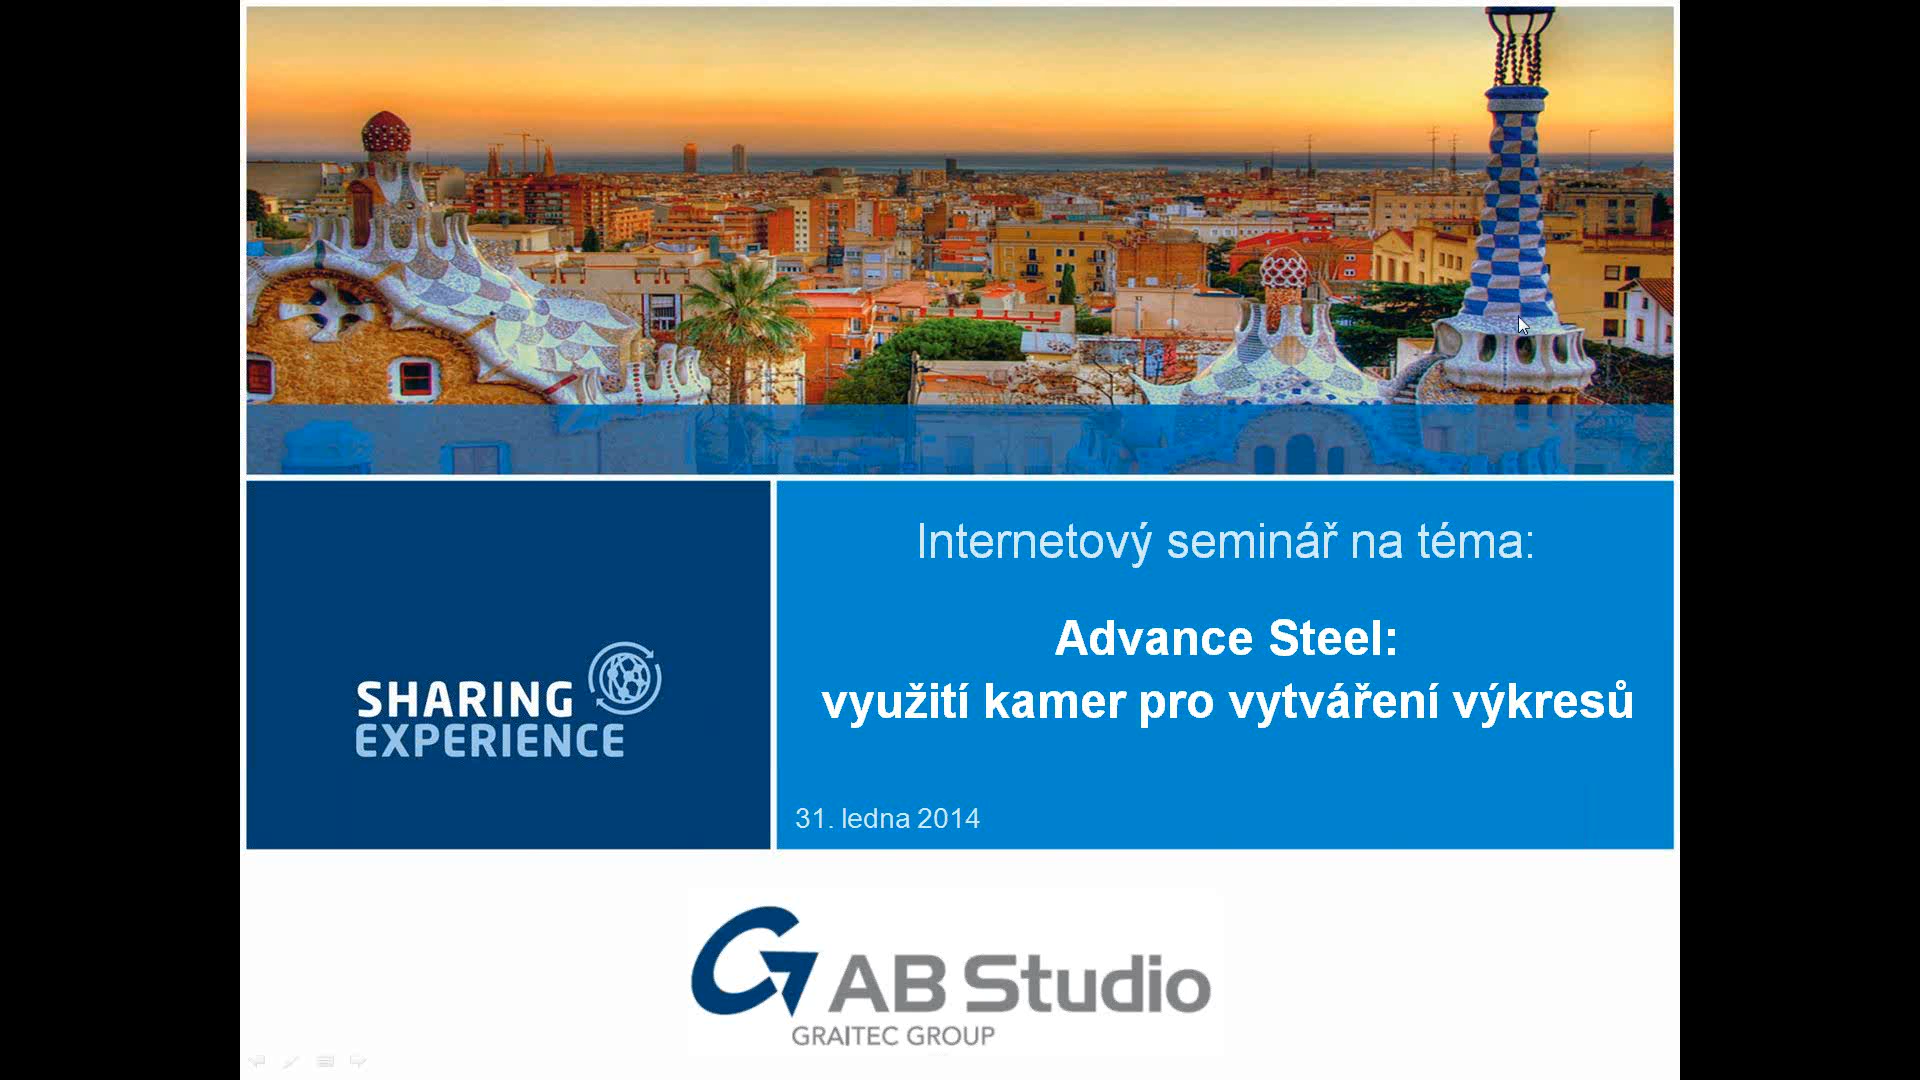 Internetový seminář na téma:
Advance Steel:
využití kamer pro vytváření výkresů
31. ledna 2014
SHARING
EXPERIENCE
AB Studio
GRAITEC GROUP